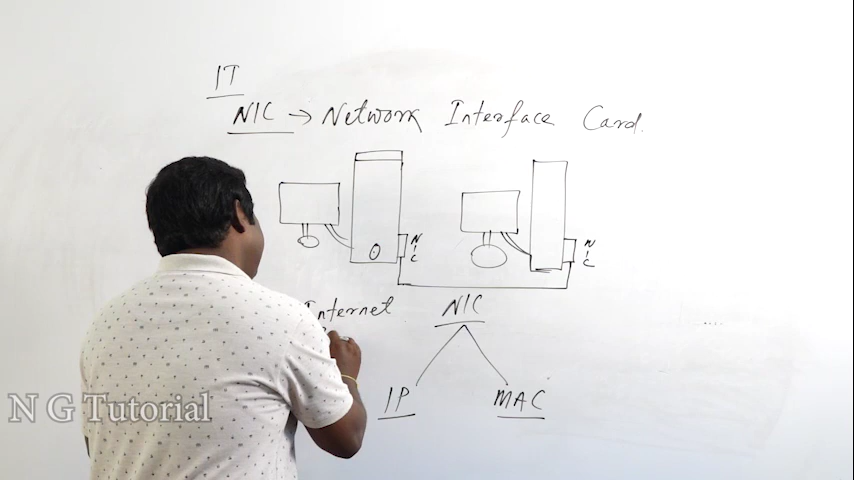 IT
NIC → Network Interface Card.
N
I
C
N
I
C
Internet
NIC
IP
MAC
N G Tutorial